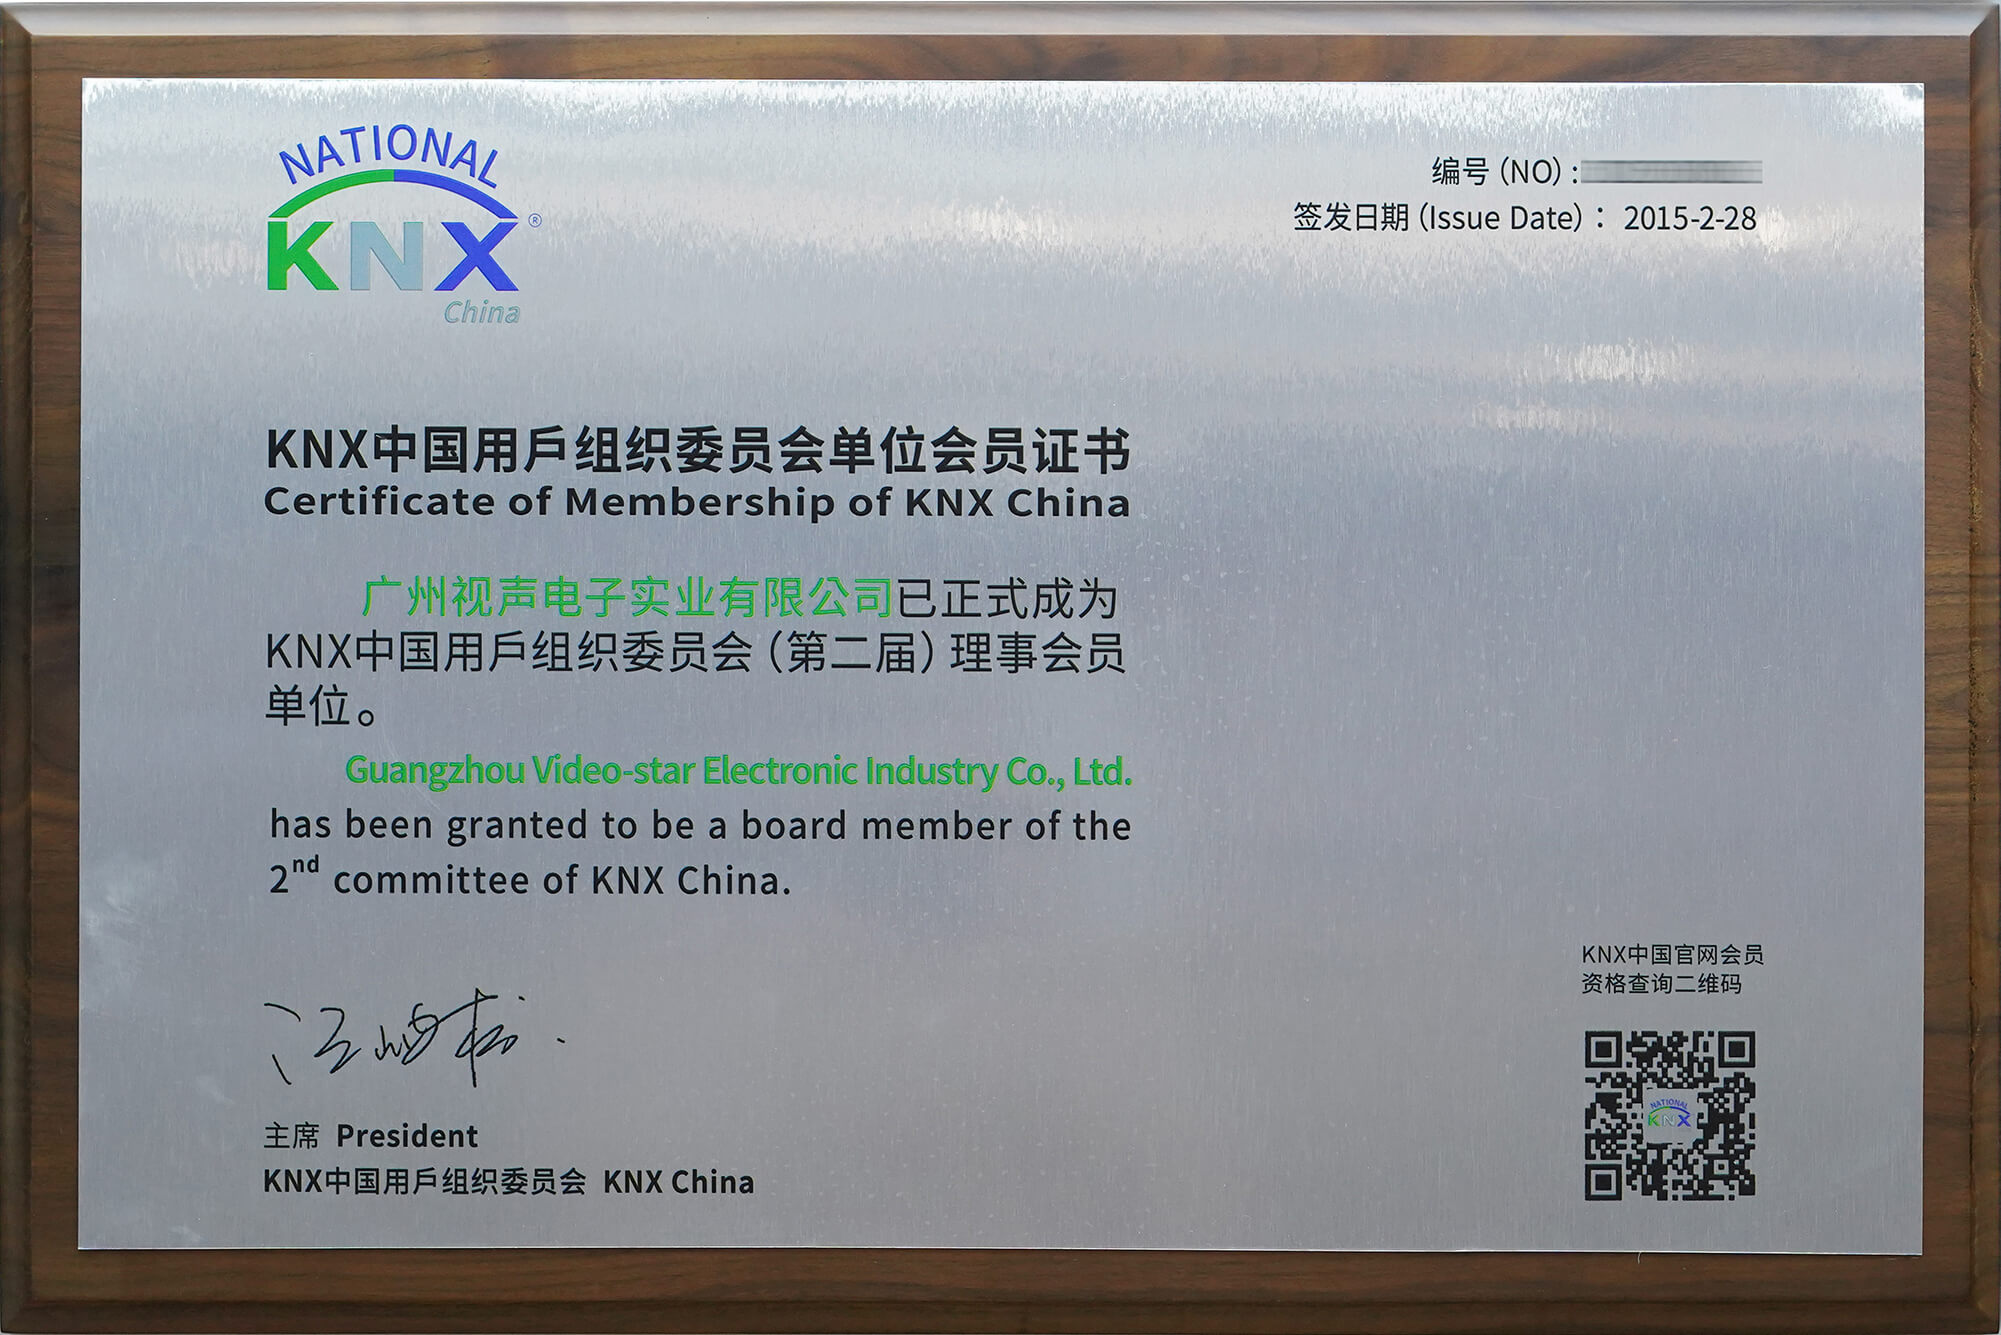 NATIONAL
KNX®
China
编号（NO）:
签发日期（Issue Date）： 2015-2-28
KNX中国用戶组织委员会单位会员证书
Certificate of Membership of KNX China
广州视声电子实业有限公司已正式成为
KNX中国用戶组织委员会（第二届）理事会员
单位。
Guangzhou Video-star Electronic Industry Co., Ltd.
has been granted to be a board member of the
2nd committee of KNX China.
主席 President
KNX中国用戶组织委员会 KNX China
KNX中国官网会员
资格查询二维码
NATIONAL
KNX